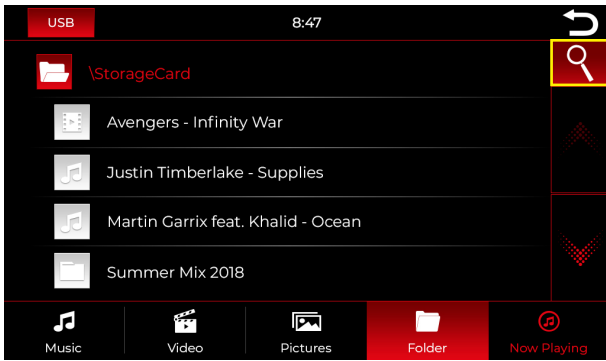 USB
8:47
\StorageCard
Avengers - Infinity War
Justin Timberlake - Supplies
Martin Garrix feat. Khalid - Ocean
Summer Mix 2018
Music
Video
Pictures
Folder
Now Playing